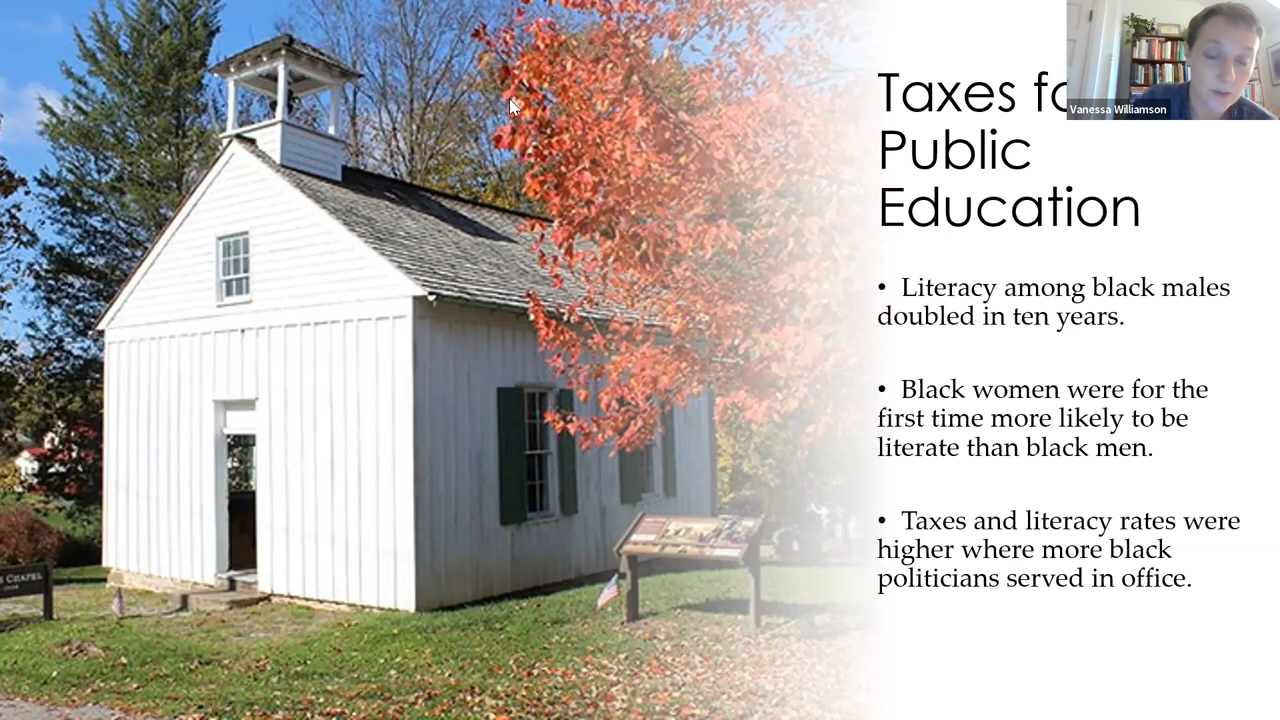 Taxes
Public
Education
Vanessa Williamson
• Literacy among black males
doubled in ten years.
• Black women were for the
first time more likely to be
literate than black men.
• Taxes and literacy rates were
higher where more black
politicians served in office.
CHAPEL